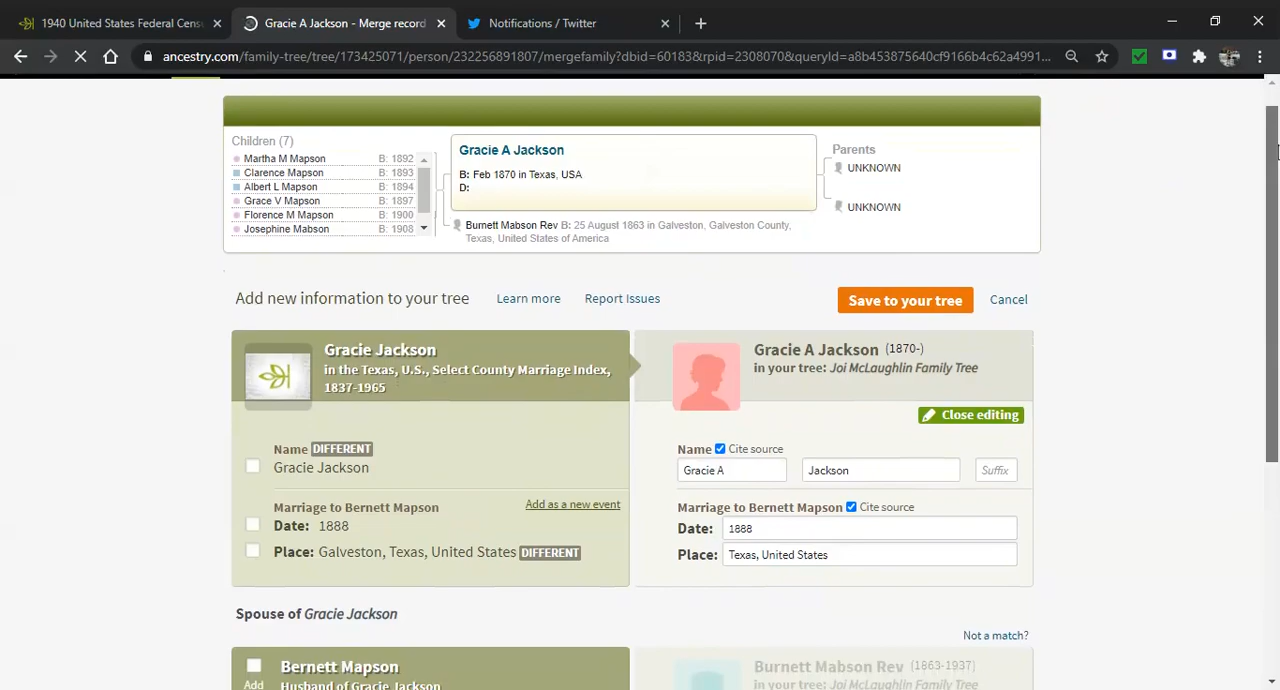 1940 United States Federal Censu
Gracie A Jackson - Merge record
Notifications / Twitter
ancestry.com/family-tree/tree/173425071/person/232256891807/mergefamily?dbid=60183&rpid=2308070&queryId=a8b453875640cf9166b4c62a4991...
Children (7)
Martha M Mapson B: 1892
Clarence Mapson B: 1893
Albert L Mapson B: 1894
Grace V Mapson B: 1897
Florence M Mapson B: 1900
Josephine Mabson B: 1908
Gracie A Jackson
B: Feb 1870 in Texas, USA
D:
Burnett Mabson Rev B: 25 August 1863 in Galveston, Galveston County,
Texas, United States of America
Parents
UNKNOWN
UNKNOWN
Add new information to your tree Learn more Report Issues Save to your tree Cancel
Gracie Jackson
in the Texas, U.S., Select County Marriage Index,
1837-1965
Name DIFFERENT
Gracie Jackson
Marriage to Bernett Mapson Add as a new event
Date: 1888
Place: Galveston, Texas, United States DIFFERENT
Gracie A Jackson (1870-)
in your tree: Joi McLaughlin Family Tree
Close editing
Name Cite source
Gracie A Jackson Suffix
Marriage to Bernett Mapson Cite source
Date: 1888
Place: Texas, United States
Spouse of Gracie Jackson
Not a match?
Bernett Mapson
Add Husband of Gracie Jackson
Burnett Mabson Rev (1863-1937)
in your tree: Joi McLaughlin Family Tree